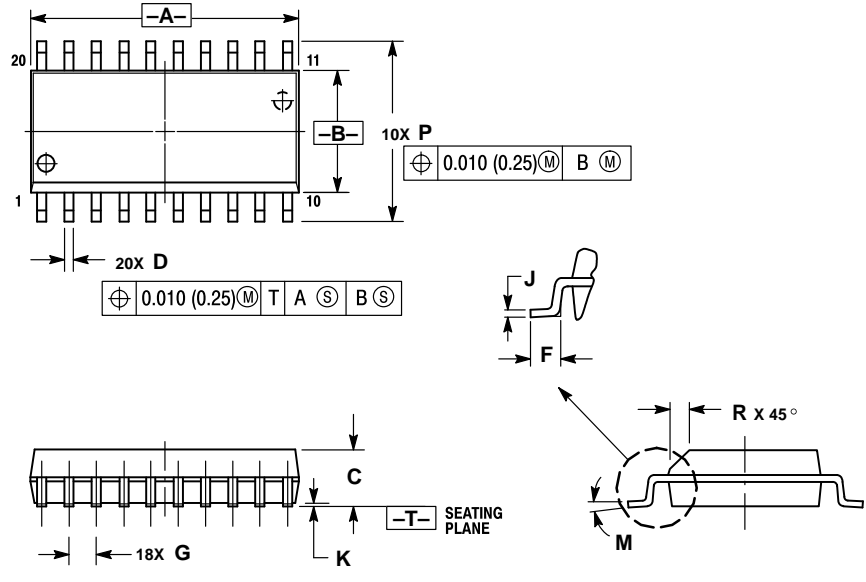 –A–
20
11
–B–
10X P
⌖ 0.010 (0.25) Ⓜ B Ⓜ
1
10
20X D
⌖ 0.010 (0.25) Ⓜ T A Ⓢ B Ⓢ
J
F
R X 45°
C
–T– SEATING
PLANE
M
18X G
K